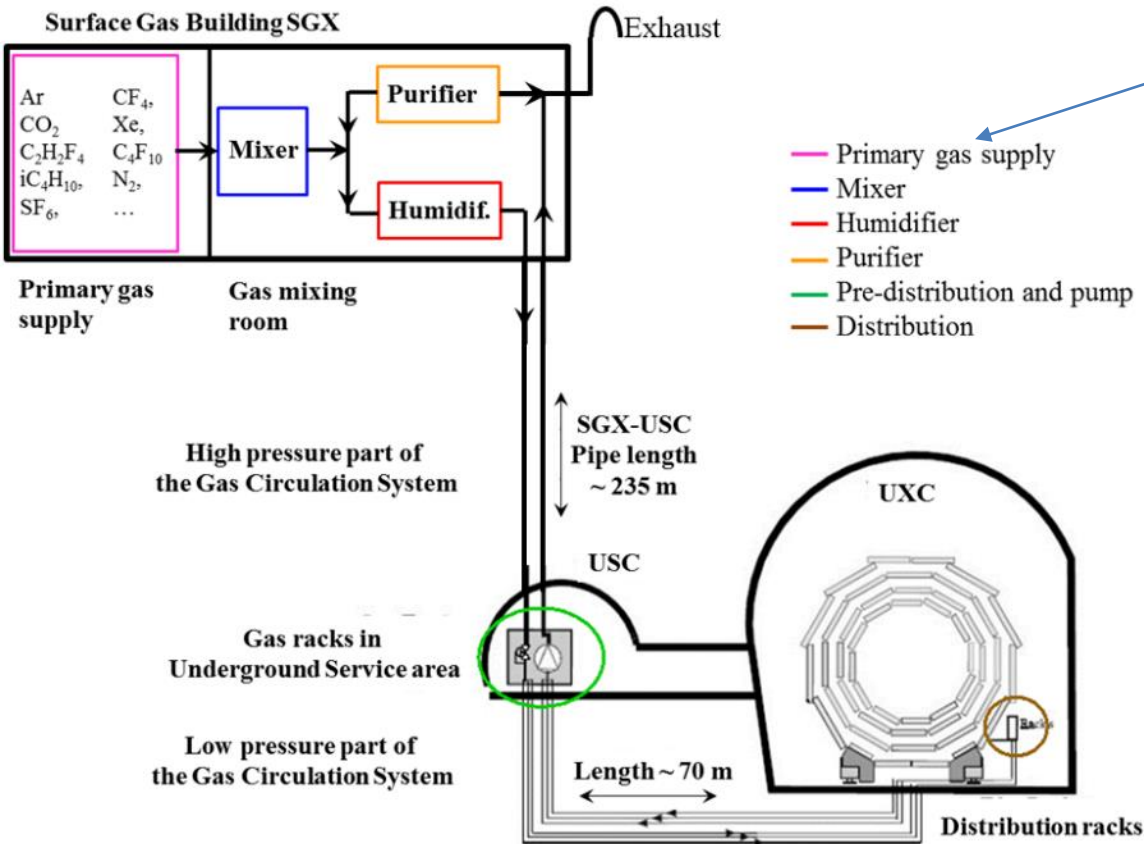 Surface Gas Building SGX
Exhaust
Ar CF₄,
CO₂ Xe,
C₂H₂F₄ C₄F₁₀
iC₄H₁₀, N₂,
SF₆, ...
Mixer
Purifier
Humidif.
Primary gas
supply
Gas mixing
room
Primary gas supply
Mixer
Humidifier
Purifier
Pre-distribution and pump
Distribution
High pressure part of
the Gas Circulation System
SGX-USC
Pipe length
~ 235 m
USC
UXC
Gas racks in
Underground Service area
Racks
Low pressure part of
the Gas Circulation System
Length ~ 70 m
Distribution racks